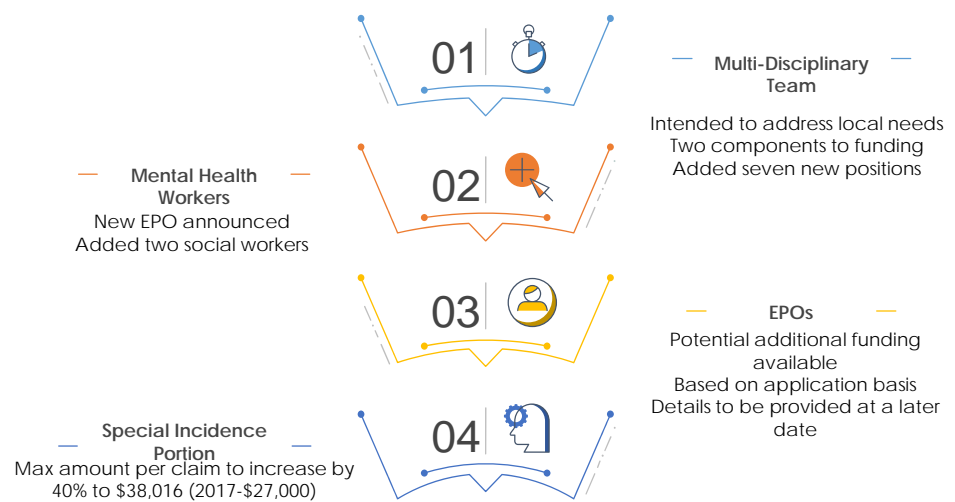 01
Multi-Disciplinary
Team
Intended to address local needs
Two components to funding
Added seven new positions
02
Mental Health
Workers
New EPO announced
Added two social workers
03
EPOs
Potential additional funding
available
Based on application basis
Details to be provided at a later
date
04
Special Incidence
Portion
Max amount per claim to increase by
40% to $38,016 (2017-$27,000)